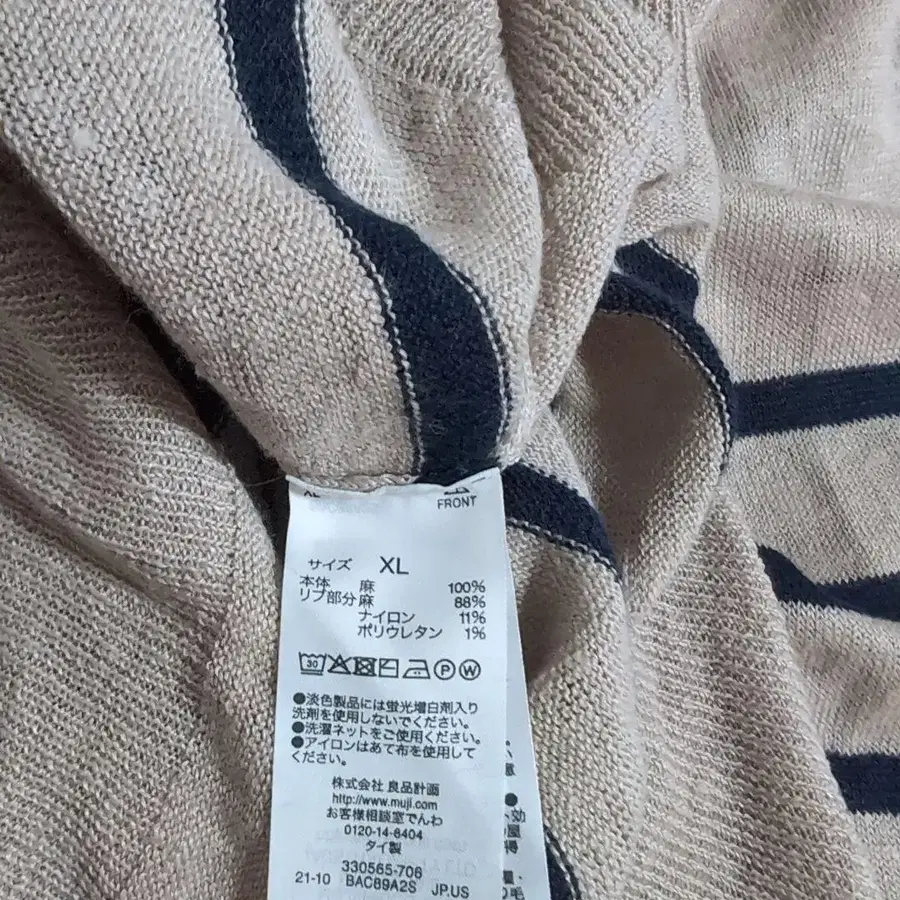 FRONT
サイズ XL
本体 麻 100%
リブ部分 麻 88%
ナイロン 11%
ポリウレタン 1%
30 P W
●淡色製品には蛍光増白剤入り
洗剤を使用しないでください。
●洗濯ネットをご使用ください。
●アイロンはあて布を使用して
ください。
株式会社 良品計画
http://www.muji.com
お客様相談室でんわ
0120-14-6404
タイ製
330565-706
21-10 BAC89A2S JP.US